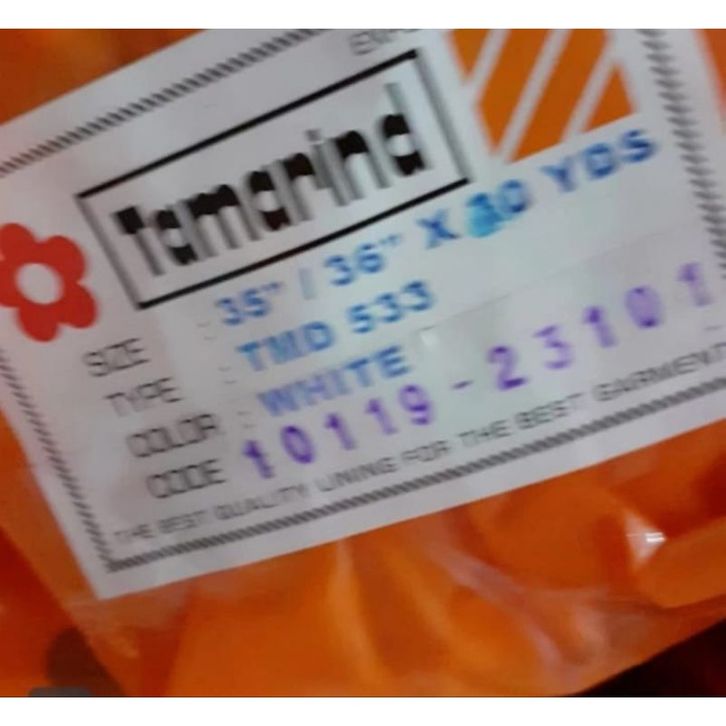 Tamarind
SIZE : 35" / 36" X 30 YDS
TYPE : TMD 533
COLOR : WHITE
CODE 10119 - 23101
THE BEST QUALITY LINING FOR THE BEST GARMENT